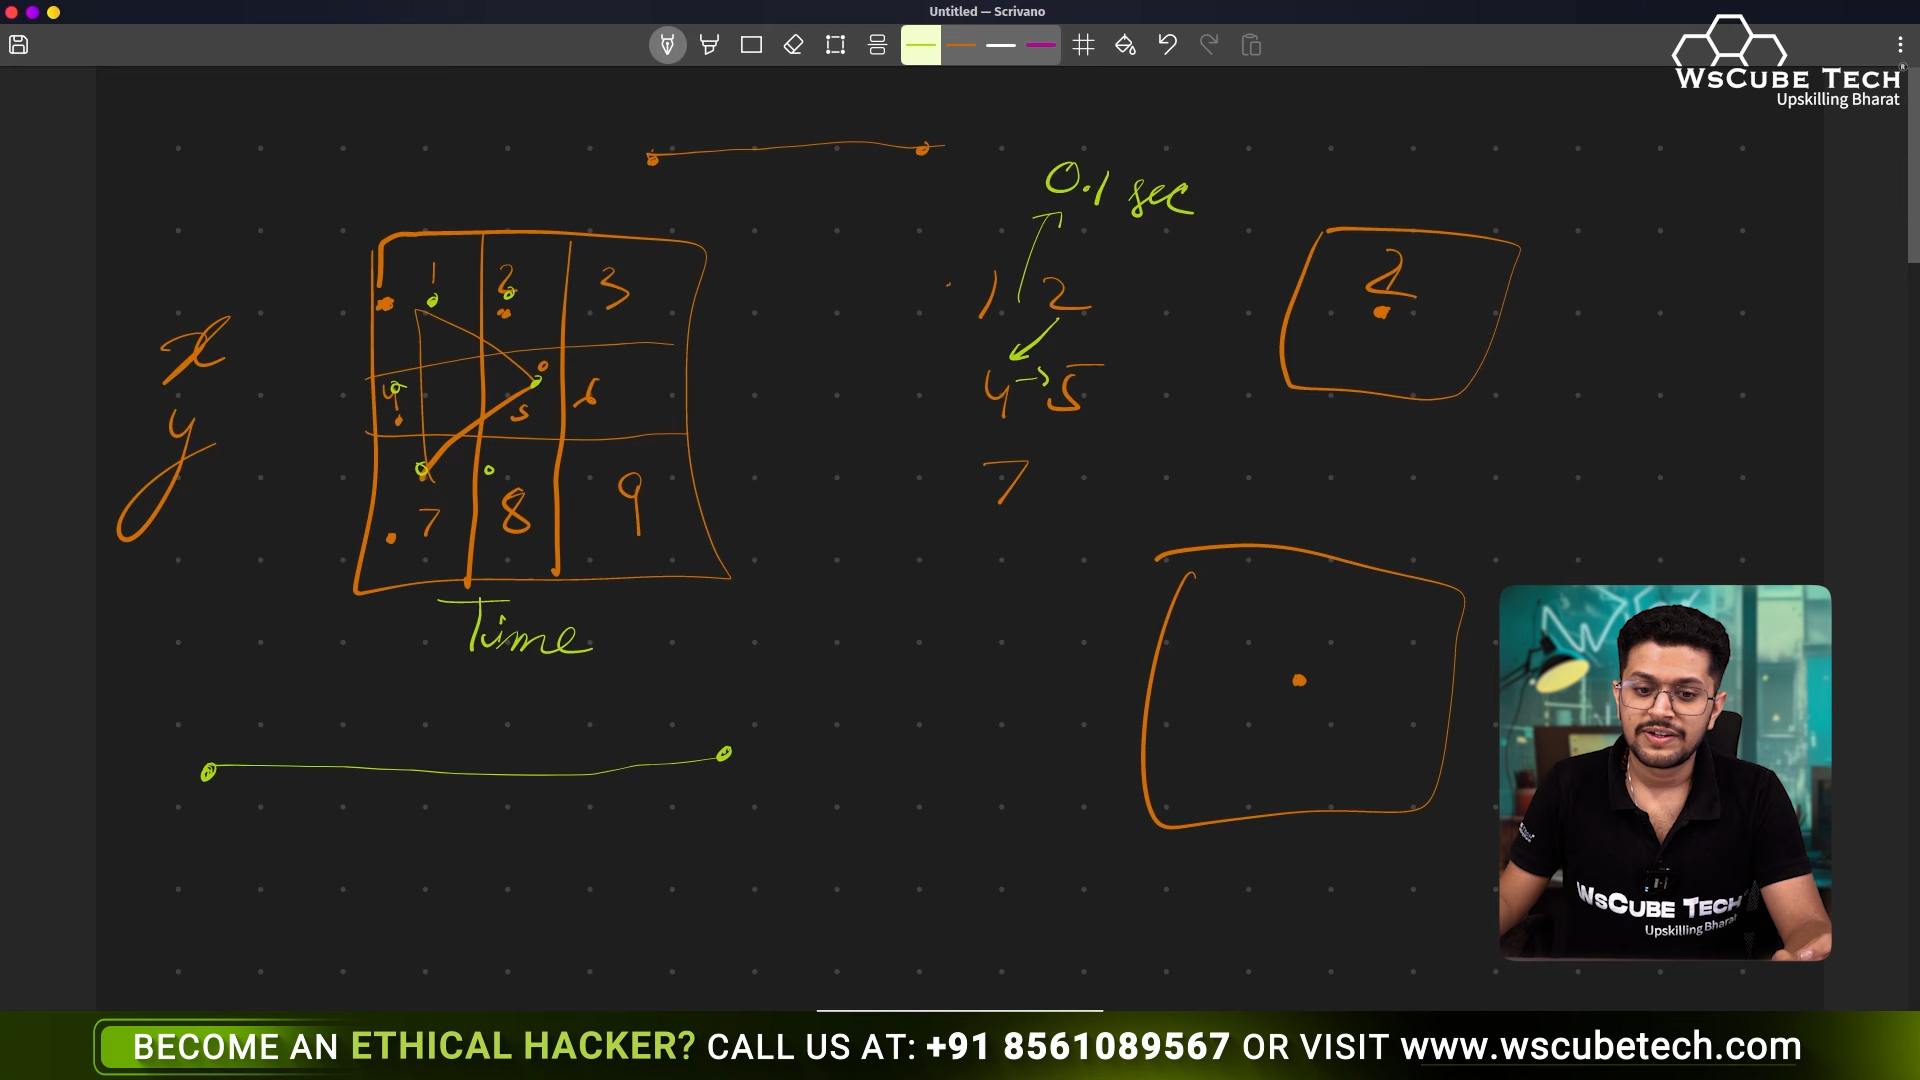 Untitled — Scrivano
WsCube Tech®
Upskilling Bharat
0.1 sec
1 2 3
1 2
2
x
4 5 6
4 → 5
y
7
7 8 9
Time
WsCube Tech
Upskilling Bharat
BECOME AN ETHICAL HACKER? CALL US AT: +91 8561089567 OR VISIT www.wscubetech.com